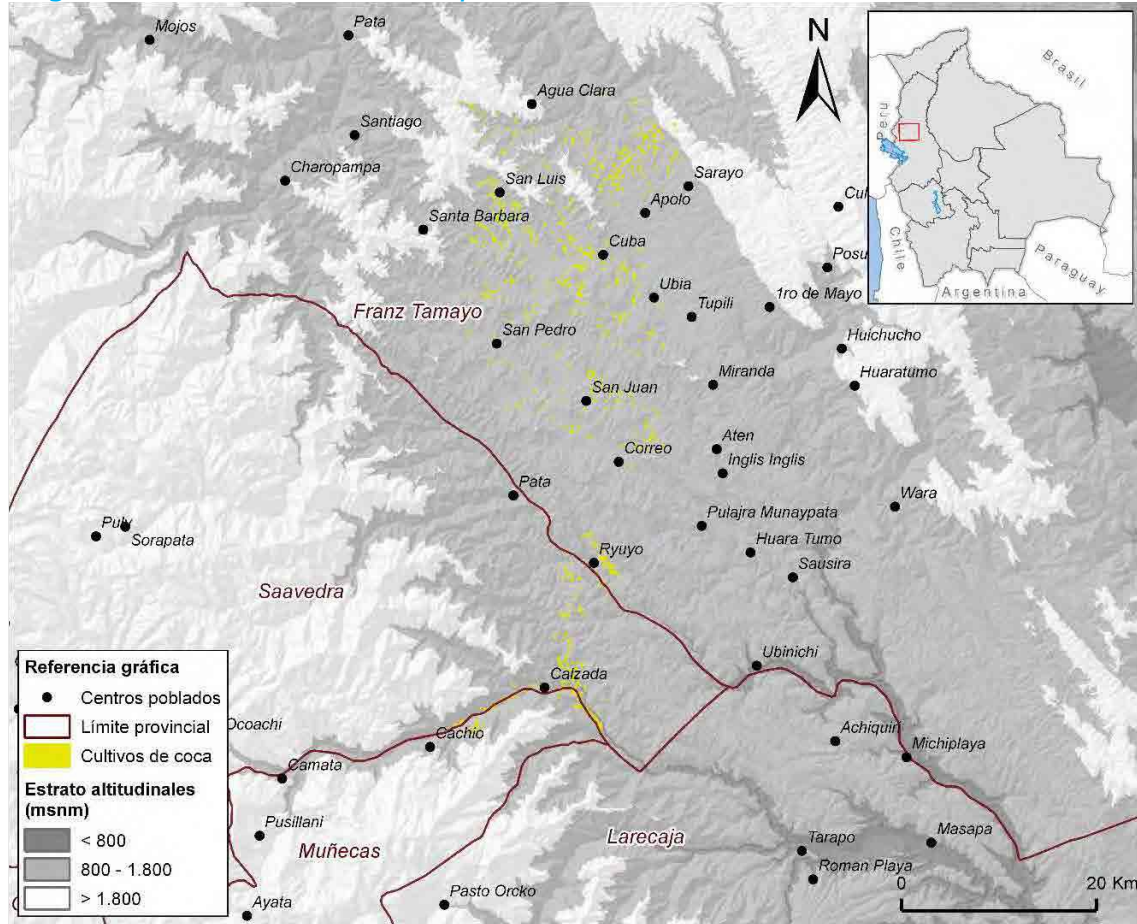 Mojos
Pata
N
Agua Clara
Santiago
Charopampa
San Luis
Sarayo
Apolo
Santa Barbara
Cuba
Ubia
Tupili
1ro de Mayo
Franz Tamayo
San Pedro
Huichucho
Miranda
Huaratumo
San Juan
Aten
Correo
Inglis Inglis
Pata
Wara
Pulajra Munaypata
Puly
Sorapata
Huara Tumo
Ryuyo
Sausira
Saavedra
Ubinichi
Calzada
Ocoachi
Cachio
Achiquiri
Michiplaya
Camata
Pusillani
Muñecas
Larecaja
Tarapo
Masapa
Roman Playa
Pasto Orcko
Ayata
Brasil
Peru
Chile
Paraguay
Argentina
Referencia gráfica
Centros poblados
Límite provincial
Cultivos de coca
Estrato altitudinales
(msnm)
< 800
800 - 1.800
> 1.800
0 20 Km